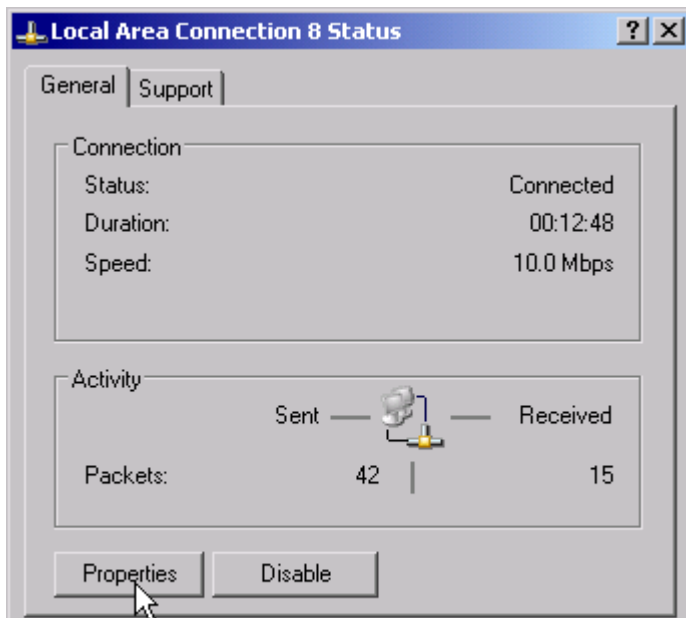 Local Area Connection 8 Status
General Support
Connection
Status: Connected
Duration: 00:12:48
Speed: 10.0 Mbps
Activity
Sent Received
Packets: 42 15
Properties Disable